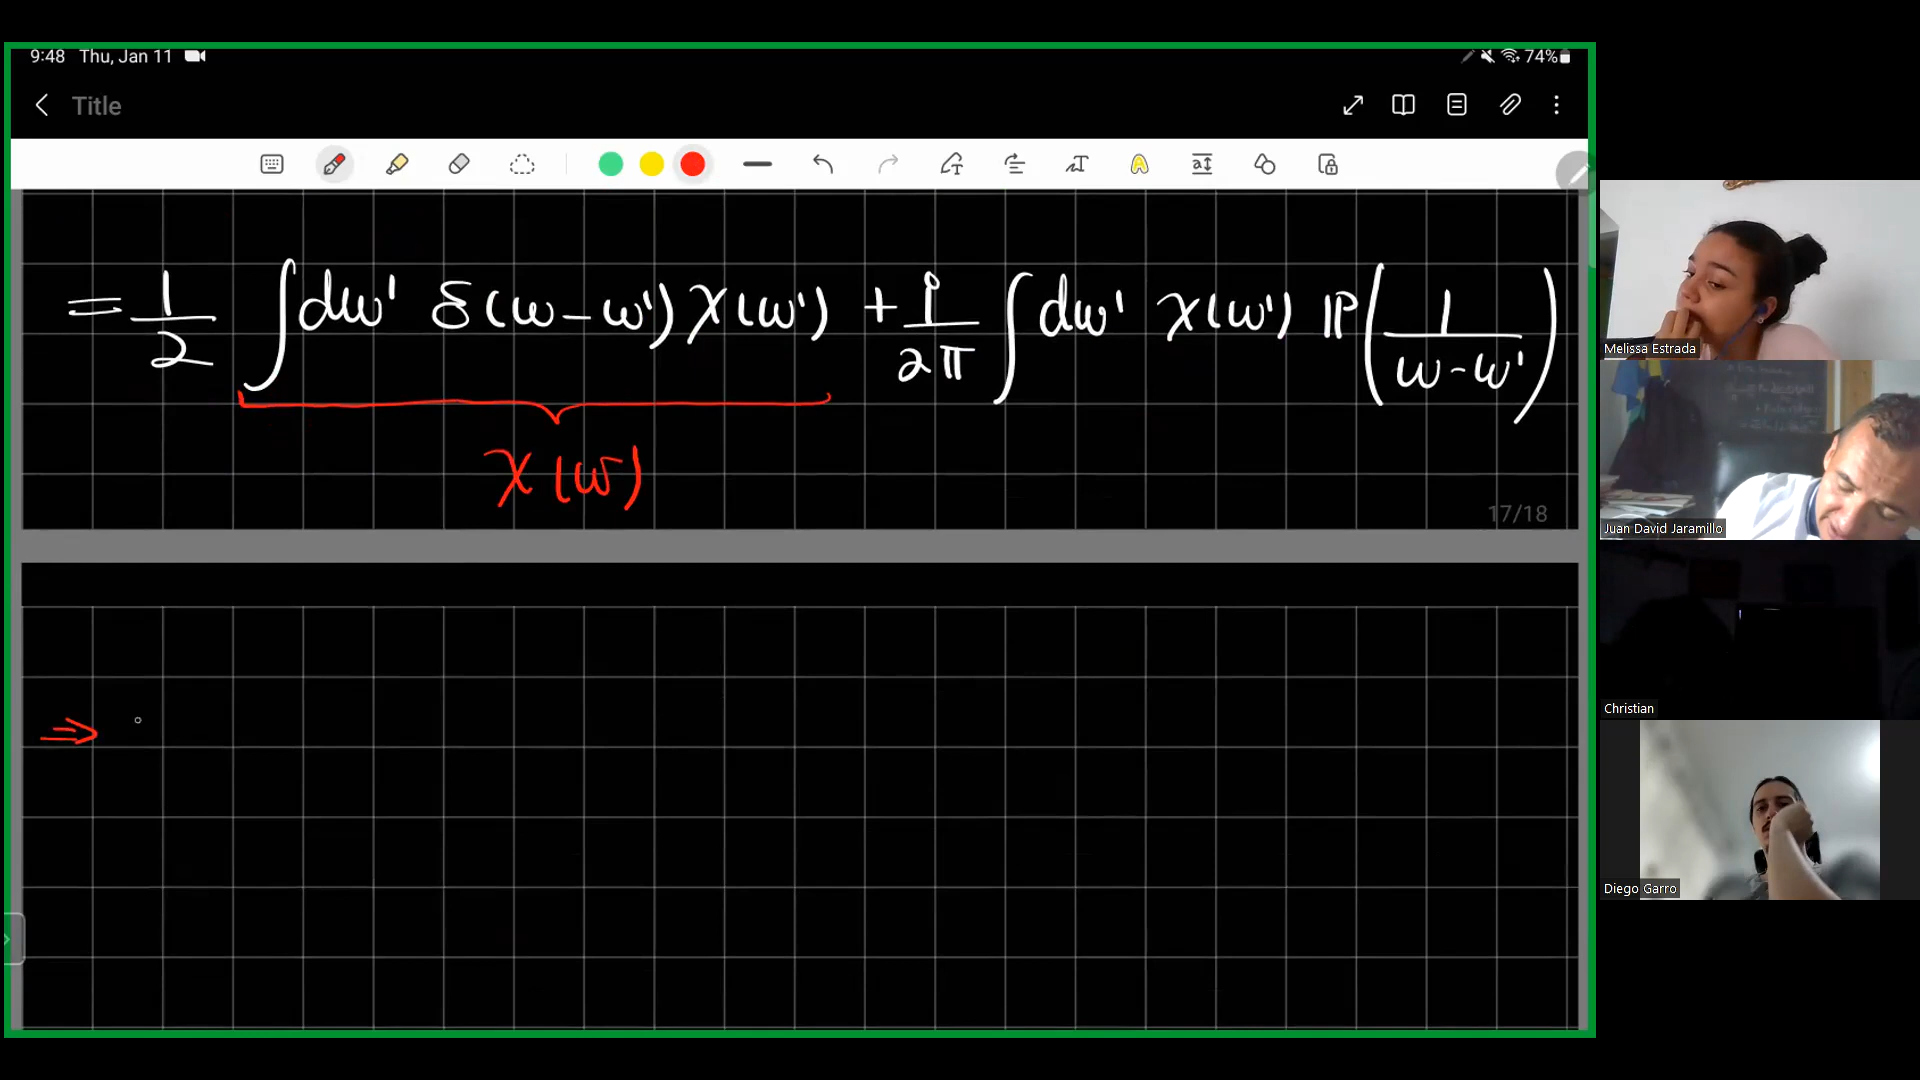 9:48 Thu, Jan 11
74%
Title
= 1/2 ∫ dω' δ(ω - ω') χ(ω') + i/2π ∫ dω' χ(ω') ℙ(1/(ω - ω'))
χ(ω)
17/18
⇒
Melissa Estrada
Juan David Jaramillo
Christian
Diego Garro